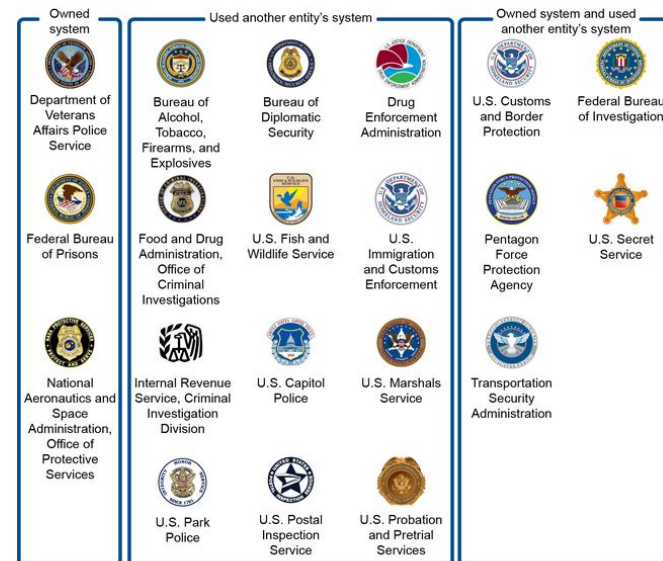 Owned
system
Department of
Veterans
Affairs Police
Service
Federal Bureau
of Prisons
National
Aeronautics and
Space
Administration,
Office of
Protective
Services
Used another entity's system
Bureau of
Alcohol,
Tobacco,
Firearms, and
Explosives
Bureau of
Diplomatic
Security
Drug
Enforcement
Administration
Food and Drug
Administration,
Office of
Criminal
Investigations
U.S. Fish and
Wildlife Service
U.S.
Immigration
and Customs
Enforcement
Internal Revenue
Service, Criminal
Investigation
Division
U.S. Capitol
Police
U.S. Marshals
Service
U.S. Park
Police
U.S. Postal
Inspection
Service
U.S. Probation
and Pretrial
Services
Owned system and used
another entity's system
U.S. Customs
and Border
Protection
Federal Bureau
of Investigation
Pentagon
Force
Protection
Agency
U.S. Secret
Service
Transportation
Security
Administration